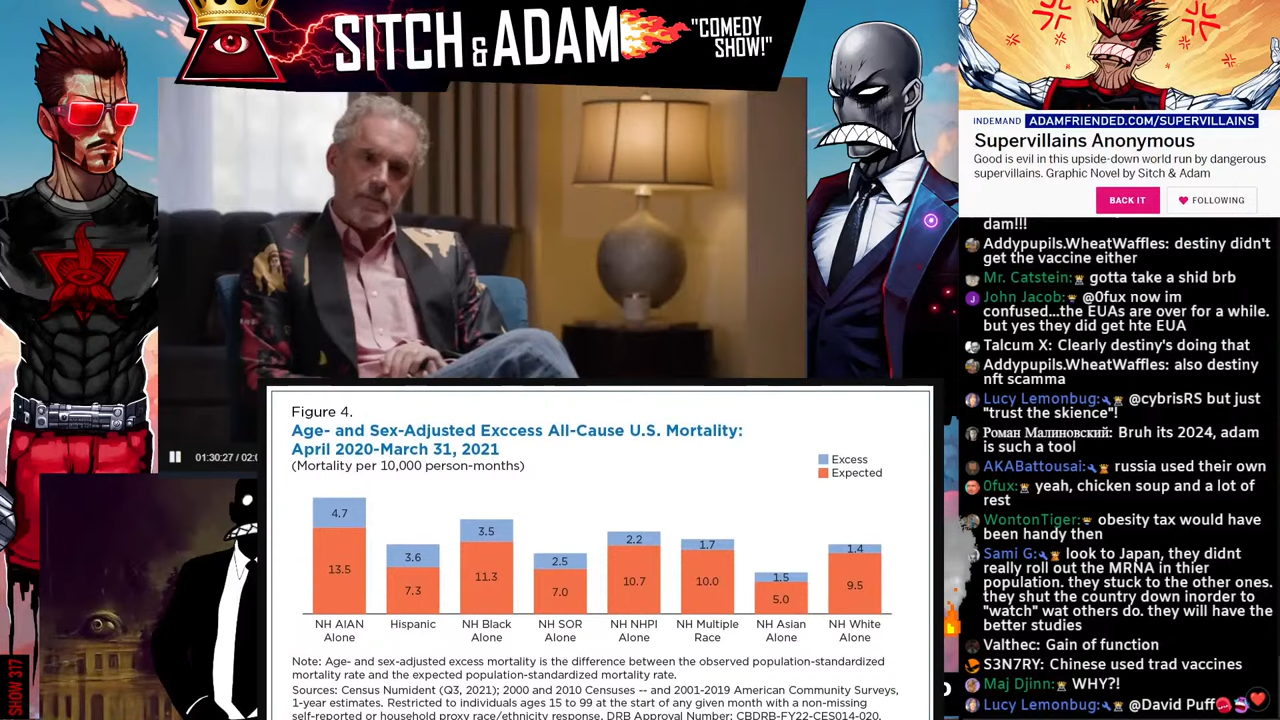 SITCH & ADAM
"COMEDY
SHOW!"
INDEMAND ADAMFRIENDED.COM/SUPERVILLAINS
Supervillains Anonymous
Good is evil in this upside-down world run by dangerous
supervillains. Graphic Novel by Sitch & Adam
BACK IT
FOLLOWING
dam!!!
Addypupils.WheatWaffles: destiny didn't
get the vaccine either
Mr. Catstein: gotta take a shid brb
John Jacob: @0fux now im
confused...the EUAs are over for a while.
but yes they did get hte EUA
Talcum X: Clearly destiny's doing that
Addypupils.WheatWaffles: also destiny
nft scamma
Lucy Lemonbug: @cybrisRS but just
"trust the skience"!
Роман Малиновский: Bruh its 2024, adam
is such a tool
AKABattousai: russia used their own
0fux: yeah, chicken soup and a lot of
rest
WontonTiger: obesity tax would have
been handy then
Sami G: look to Japan, they didnt
really roll out the MRNA in thier
population. they stuck to the other ones.
they shut the country down inorder to
"watch" wat others do. they will have the
better studies
Valthec: Gain of function
S3N7RY: Chinese used trad vaccines
Maj Djinn: WHY?!
Lucy Lemonbug: @David Puff
01:30:27 / 02:0
SHOW 317
Figure 4.
Age- and Sex-Adjusted Exccess All-Cause U.S. Mortality:
April 2020-March 31, 2021
(Mortality per 10,000 person-months)
Excess
Expected
4.7
3.6
3.5
2.5
2.2
1.7
1.5
1.4
13.5
7.3
11.3
7.0
10.7
10.0
5.0
9.5
NH AIAN
Alone
Hispanic
NH Black
Alone
NH SOR
Alone
NH NHPI
Alone
NH Multiple
Race
NH Asian
Alone
NH White
Alone
Note: Age- and sex-adjusted excess mortality is the difference between the observed population-standardized
mortality rate and the expected population-standardized mortality rate.
Sources: Census Numident (Q3, 2021); 2000 and 2010 Censuses -- and 2001-2019 American Community Surveys,
1-year estimates. Restricted to individuals ages 15 to 99 at the start of any given month with a non-missing
self-reported or household proxy race/ethnicity response. DRB Approval Number: CBDRB-FY22-CES014-020.